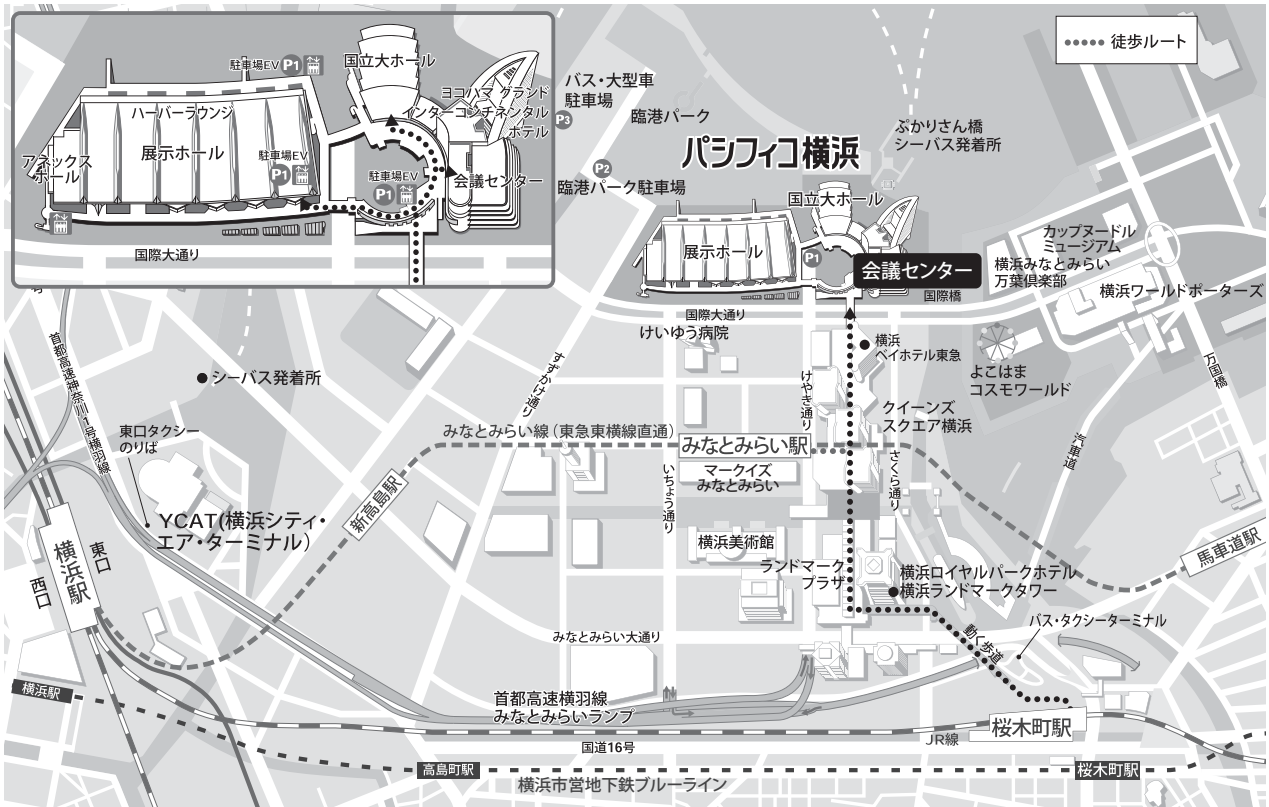 徒歩ルート
駐車場EV P1
国立大ホール
ハーバーラウンジ
ヨコハマ グランド
インターコンチネンタル
ホテル
アネックス
ホール
展示ホール
駐車場EV
P1
駐車場EV
P1
会議センター
国際大通り
バス・大型車
駐車場
P3
臨港パーク
P2
臨港パーク駐車場
パシフィコ横浜
ぷかりさん橋
シーバス発着所
国立大ホール
展示ホール
P1
会議センター
国際橋
カップヌードル
ミュージアム
横浜みなとみらい
万葉倶楽部
横浜ワールドポーターズ
国際大通り
けいゆう病院
横浜
ベイホテル東急
よこはま
コスモワールド
万国橋
首都高速神奈川1号横羽線
シーバス発着所
すずかけ通り
けやき通り
クイーンズ
スクエア横浜
東口タクシー
のりば
みなとみらい線（東急東横線直通）
みなとみらい駅
マークイズ
みなとみらい
いちょう通り
さくら通り
汽車道
新高島駅
YCAT(横浜シティ・
エア・ターミナル）
横浜駅
東口
西口
横浜美術館
馬車道駅
ランドマーク
プラザ
横浜ロイヤルパークホテル
横浜ランドマークタワー
みなとみらい大通り
動く歩道
バス・タクシーターミナル
横浜駅
首都高速横羽線
みなとみらいランプ
桜木町駅
JR線
国道16号
高島町駅
桜木町駅
横浜市営地下鉄ブルーライン